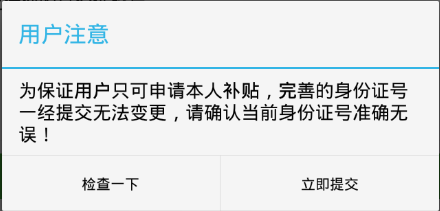 用户注意
为保证用户只可申请本人补贴，完善的身份证号
一经提交无法变更，请确认当前身份证号准确无
误！
检查一下
立即提交